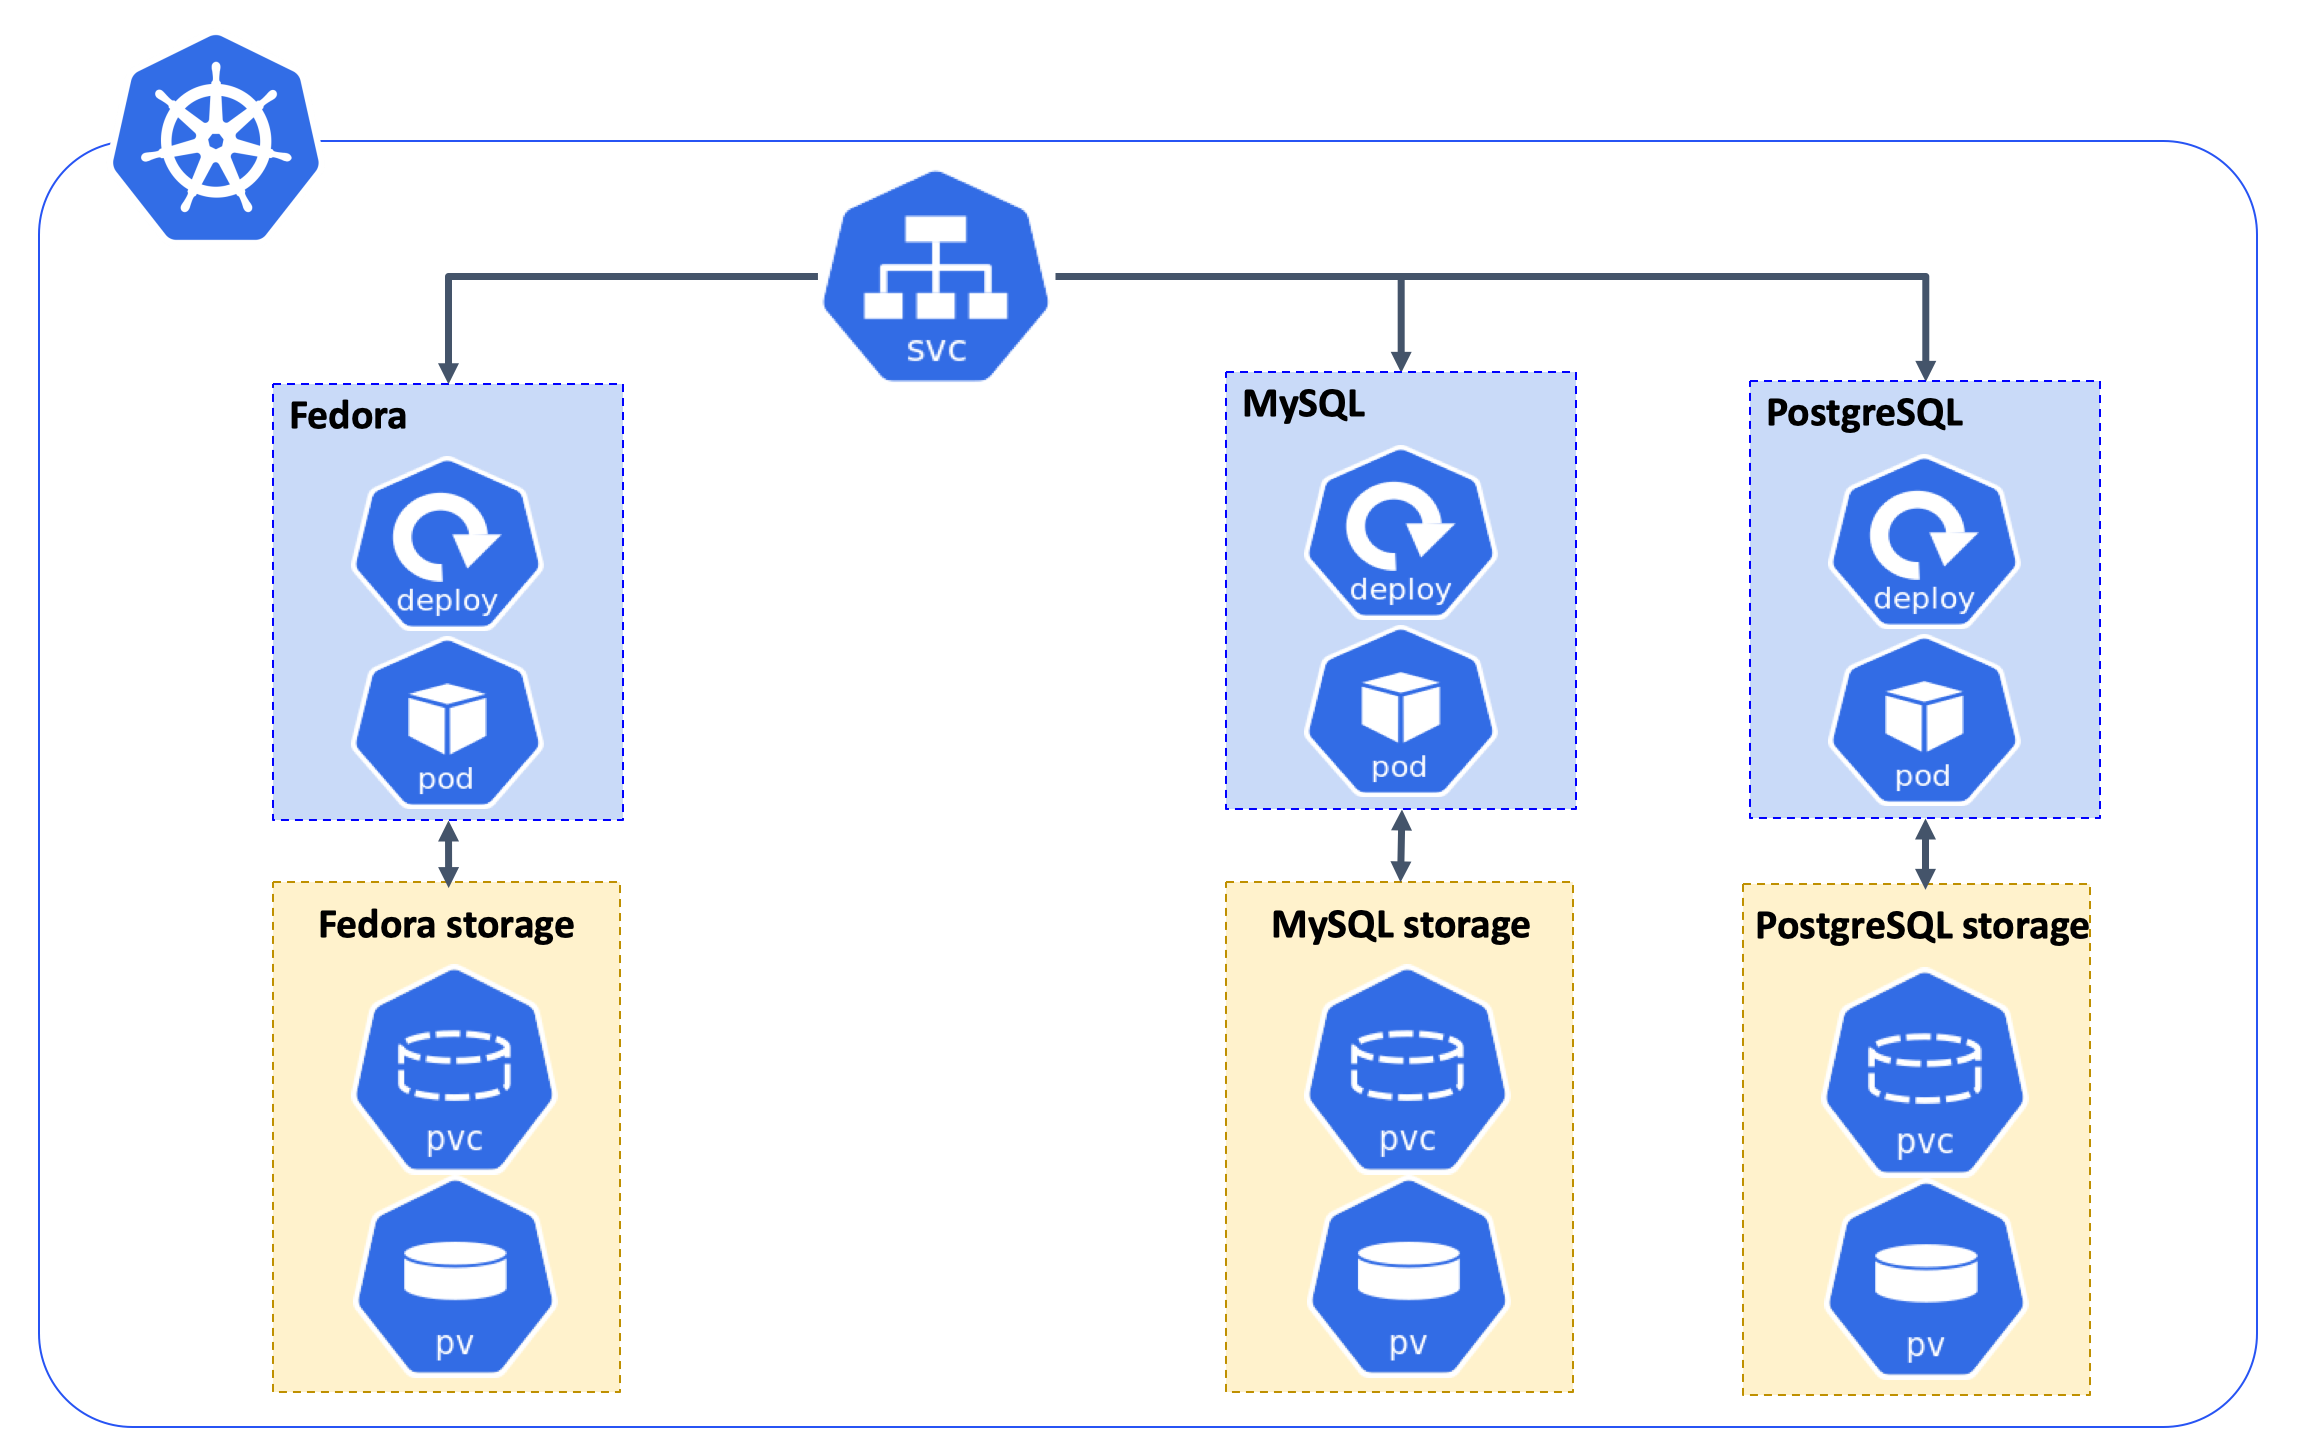 svc
Fedora
deploy
pod
MySQL
deploy
pod
PostgreSQL
deploy
pod
Fedora storage
pvc
pv
MySQL storage
pvc
pv
PostgreSQL storage
pvc
pv